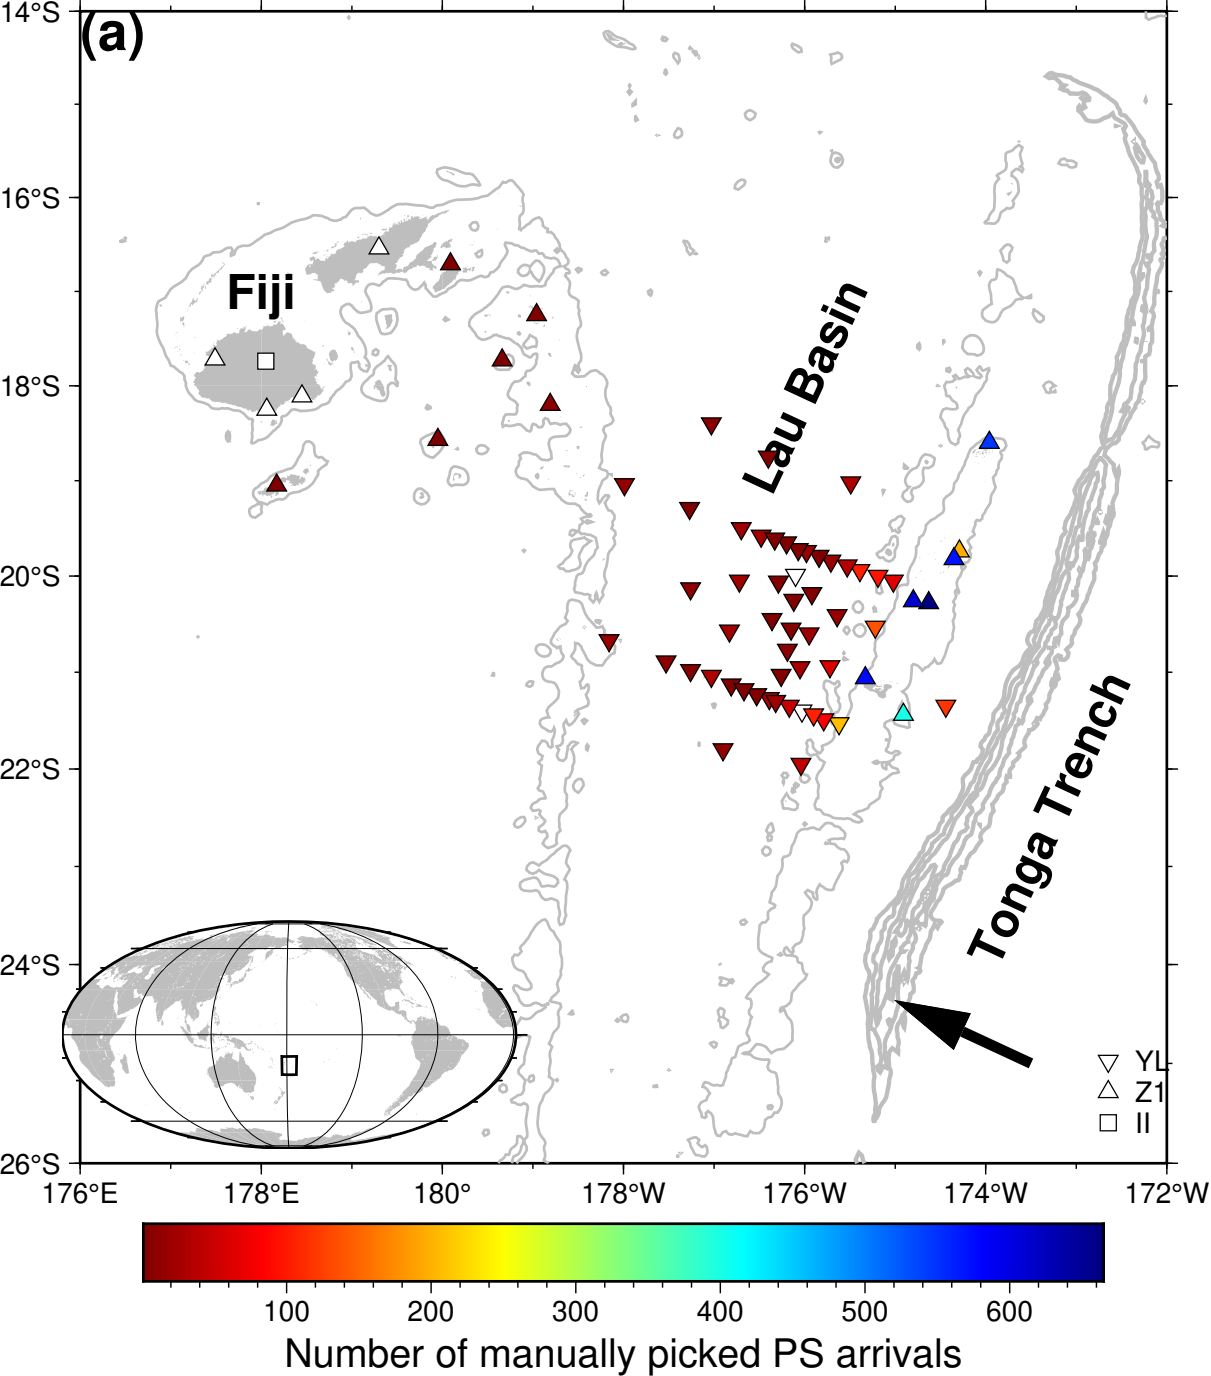 (a)
14°S
16°S
18°S
20°S
22°S
24°S
26°S
Fiji
Lau Basin
Tonga Trench
YL
Z1
II
176°E 178°E 180° 178°W 176°W 174°W 172°W
100 200 300 400 500 600
Number of manually picked PS arrivals